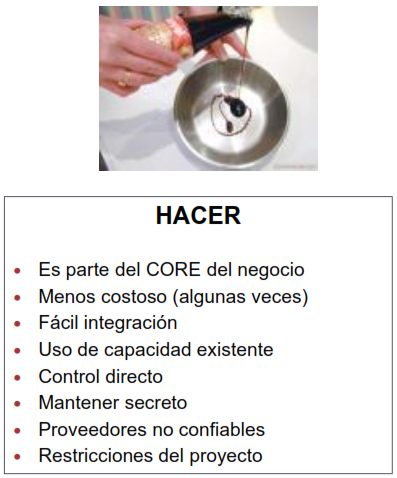 HACER
• Es parte del CORE del negocio
• Menos costoso (algunas veces)
• Fácil integración
• Uso de capacidad existente
• Control directo
• Mantener secreto
• Proveedores no confiables
• Restricciones del proyecto